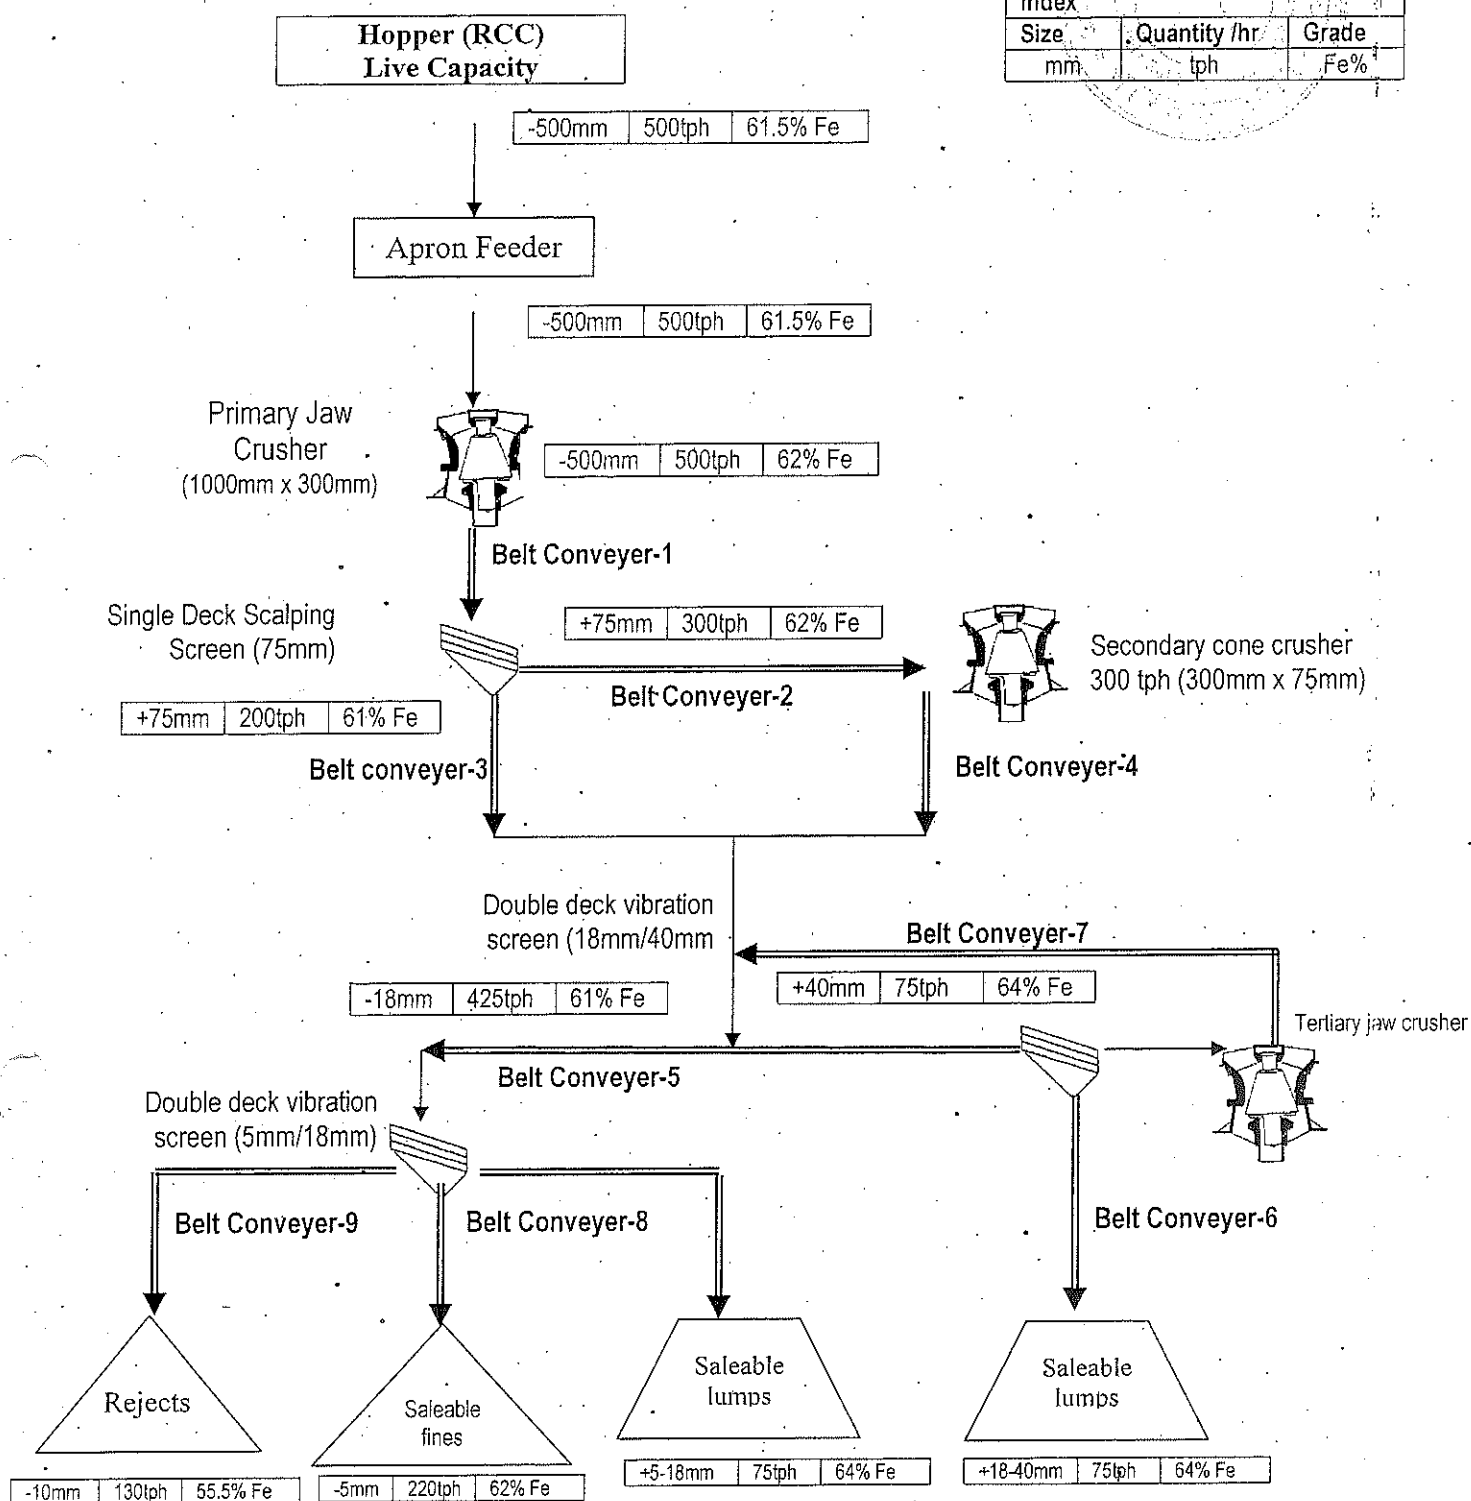 Hopper (RCC)
Live Capacity
Index
Size Quantity /hr Grade
mm tph Fe%
-500mm 500tph 61.5% Fe
Apron Feeder
-500mm 500tph 61.5% Fe
Primary Jaw
Crusher
(1000mm x 300mm)
-500mm 500tph 62% Fe
Belt Conveyer-1
Single Deck Scalping
Screen (75mm)
+75mm 300tph 62% Fe
Belt Conveyer-2
Secondary cone crusher
300 tph (300mm x 75mm)
+75mm 200tph 61% Fe
Belt conveyer-3
Belt Conveyer-4
Double deck vibration
screen (18mm/40mm
Belt Conveyer-7
-18mm 425tph 61% Fe
+40mm 75tph 64% Fe
Tertiary jaw crusher
Belt Conveyer-5
Double deck vibration
screen (5mm/18mm)
Belt Conveyer-9
Belt Conveyer-8
Belt Conveyer-6
Rejects
Saleable
fines
Saleable
lumps
Saleable
lumps
-10mm 130tph 55.5% Fe
-5mm 220tph 62% Fe
+5-18mm 75tph 64% Fe
+18-40mm 75tph 64% Fe